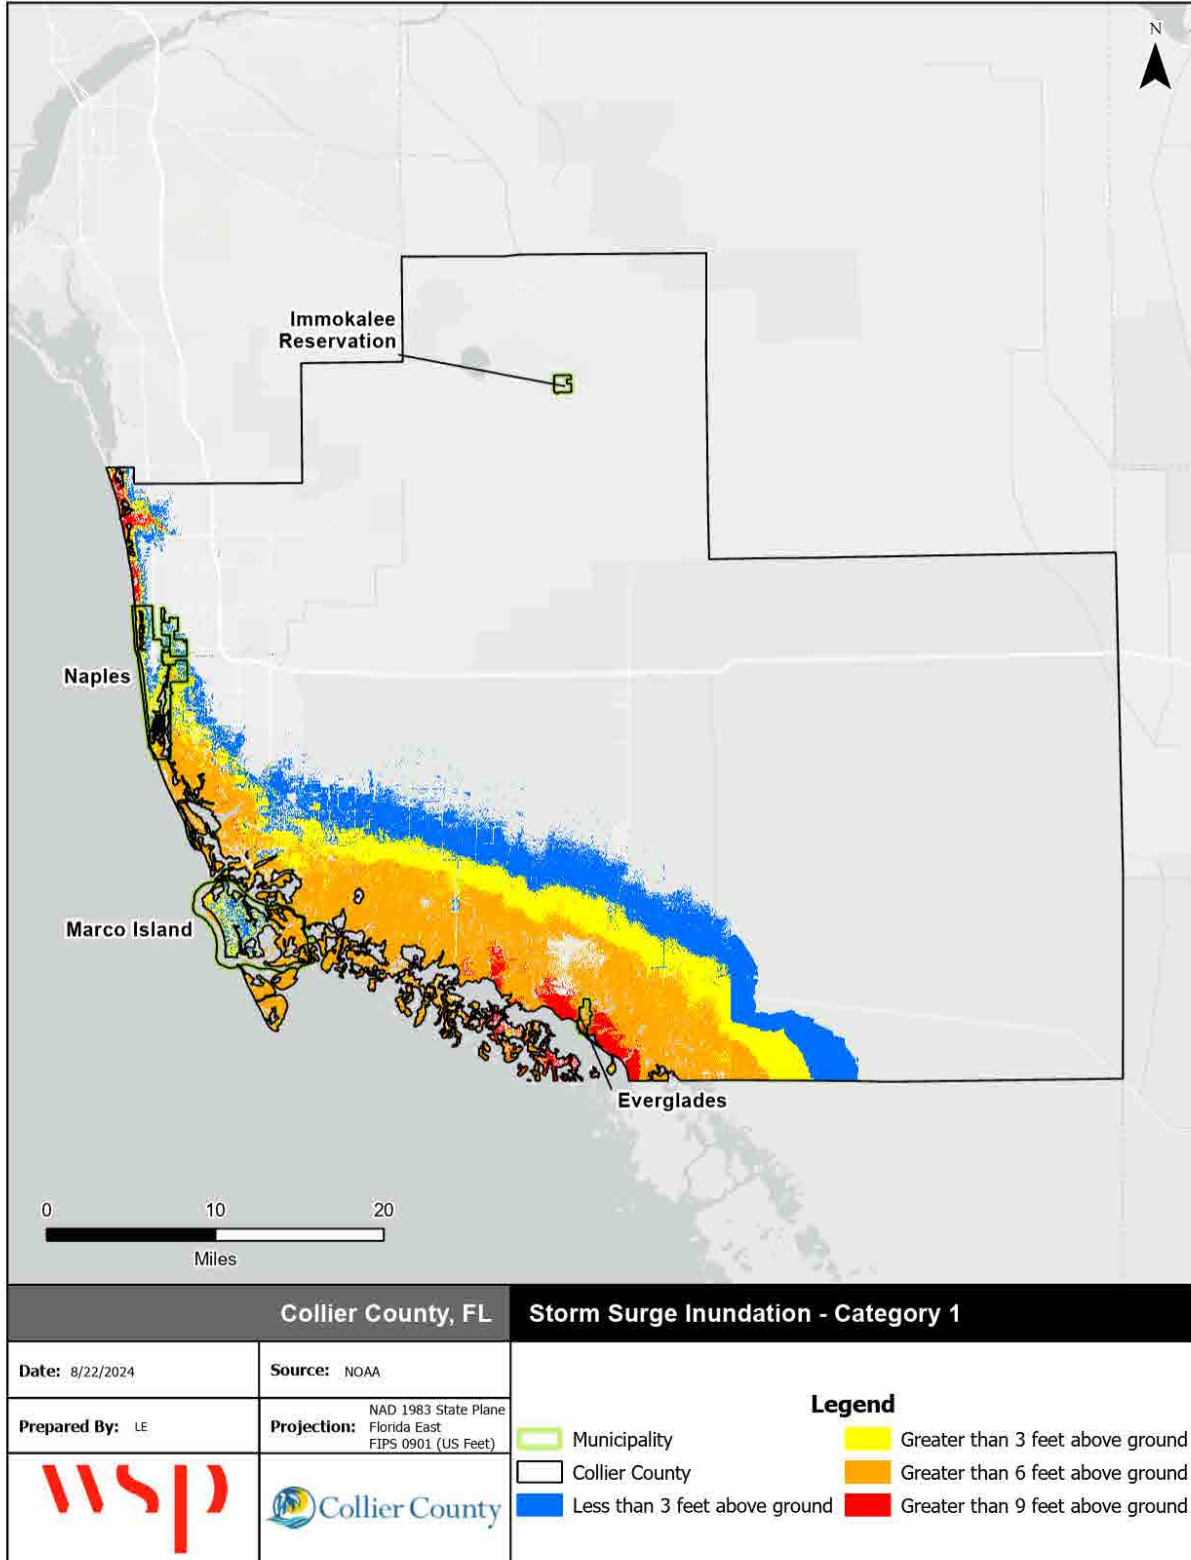 N
Immokalee
Reservation
Naples
Marco Island
Everglades
0 10 20
Miles
Collier County, FL
Storm Surge Inundation - Category 1
Date: 8/22/2024
Source: NOAA
Prepared By: LE
Projection: NAD 1983 State Plane
Florida East
FIPS 0901 (US Feet)
wsp
Collier County
Legend
Municipality
Collier County
Less than 3 feet above ground
Greater than 3 feet above ground
Greater than 6 feet above ground
Greater than 9 feet above ground